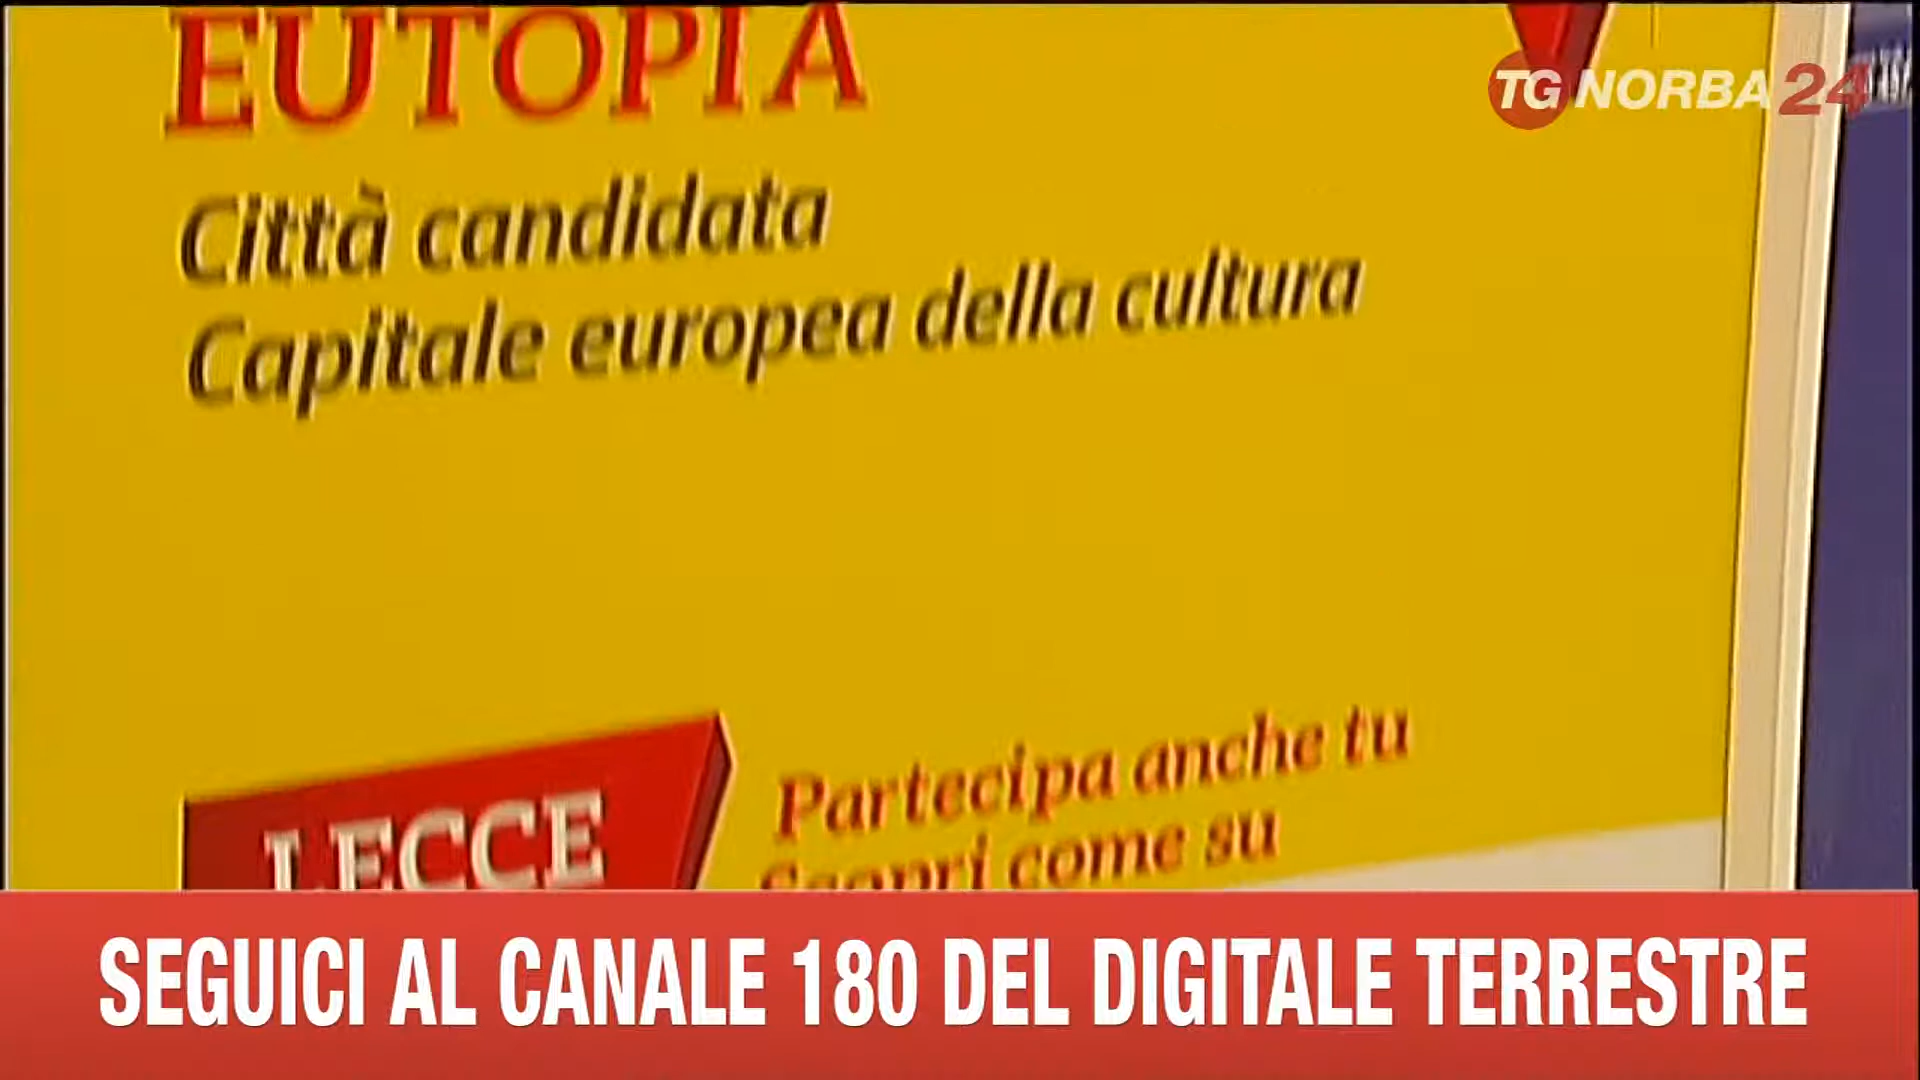 EUTOPIA
TG NORBA 24
Città candidata
Capitale europea della cultura
Partecipa anche tu
Scopri come su
LECCE
SEGUICI AL CANALE 180 DEL DIGITALE TERRESTRE